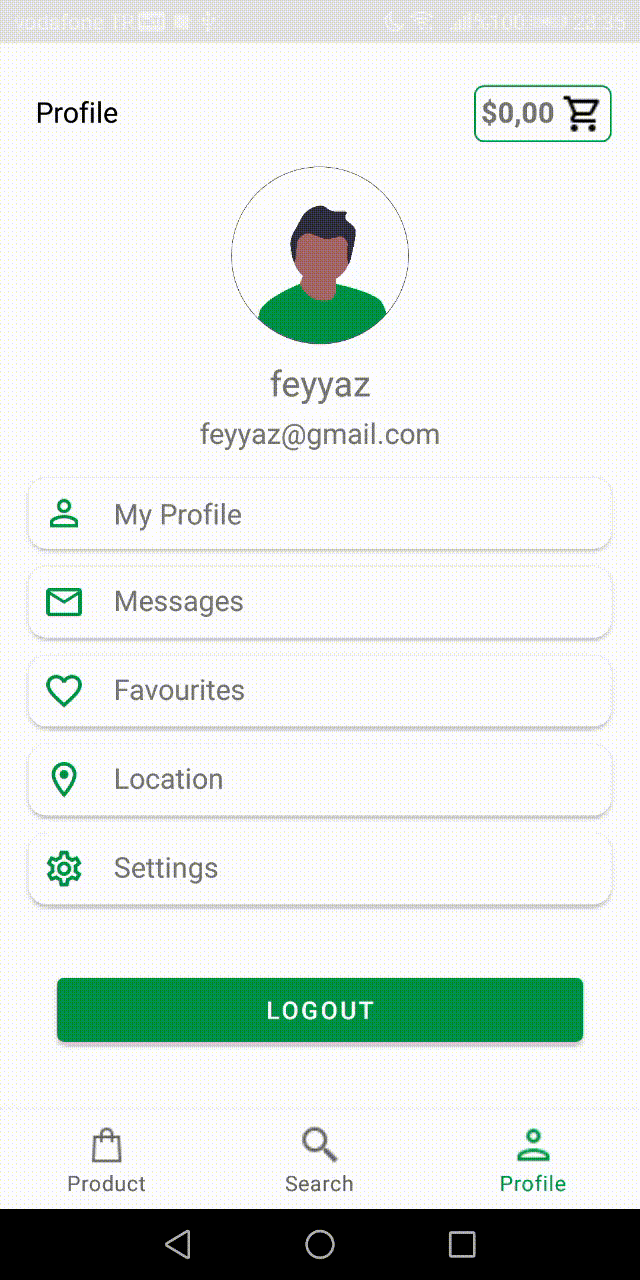 vodafone TR %100 23:35
Profile
$0,00
feyyaz
feyyaz@gmail.com
My Profile
Messages
Favourites
Location
Settings
LOGOUT
Product
Search
Profile